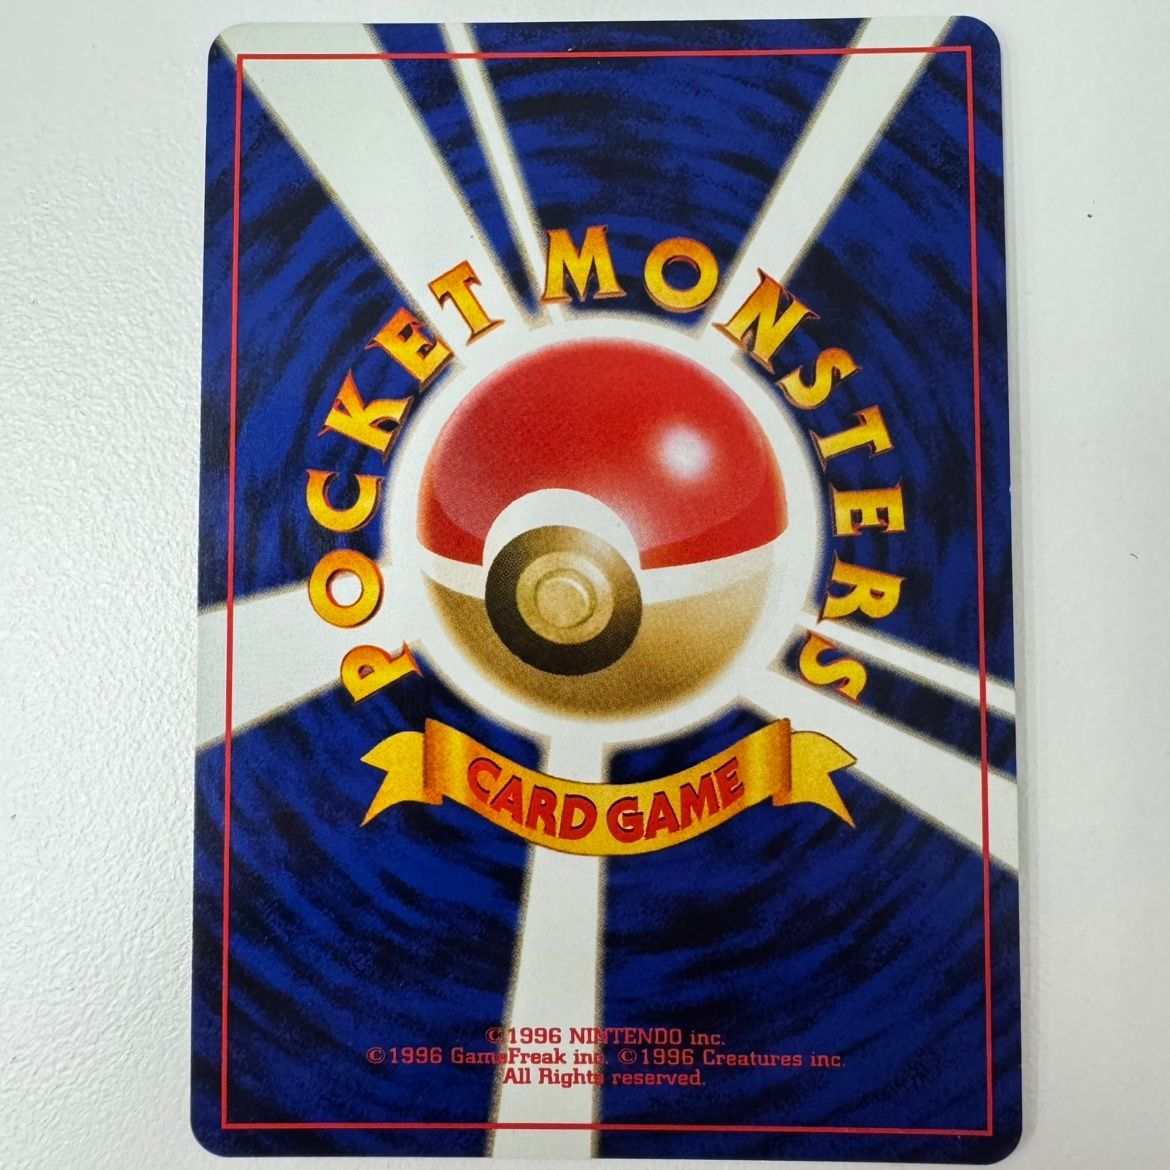 POCKET MONSTERS
CARD GAME
©1996 NINTENDO inc.
©1996 GameFreak inc. ©1996 Creatures inc.
All Rights reserved.